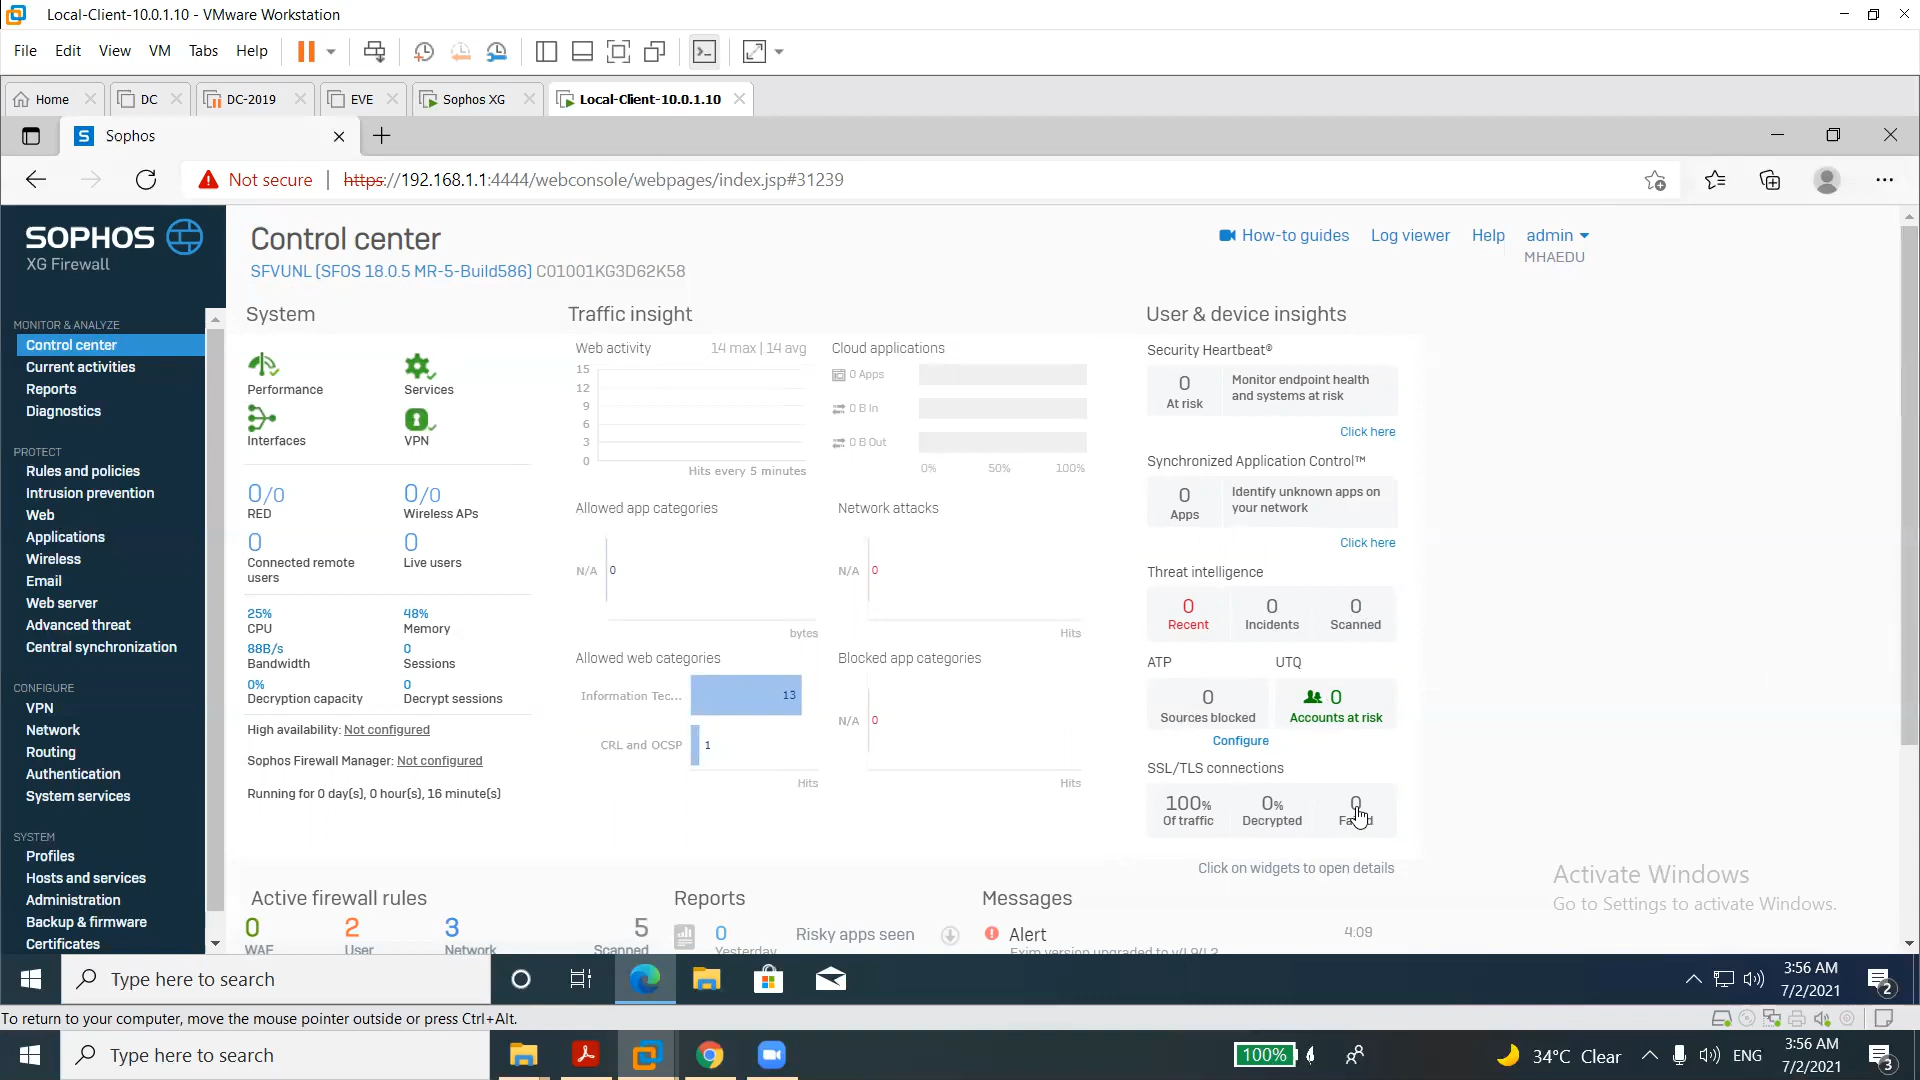 Local-Client-10.0.1.10 - VMware Workstation
File Edit View VM Tabs Help
Home DC DC-2019 EVE Sophos XG Local-Client-10.0.1.10
Sophos
Not secure | https://192.168.1.1:4444/webconsole/webpages/index.jsp#31239
SOPHOS
XG Firewall
MONITOR & ANALYZE
Control center
Current activities
Reports
Diagnostics
PROTECT
Rules and policies
Intrusion prevention
Web
Applications
Wireless
Email
Web server
Advanced threat
Central synchronization
CONFIGURE
VPN
Network
Routing
Authentication
System services
SYSTEM
Profiles
Hosts and services
Administration
Backup & firmware
Certificates
Control center
SFVUNL (SFOS 18.0.5 MR-5-Build586) C01001KG3D62K58
How-to guides Log viewer Help admin
MHAEDU
System
Performance Services
Interfaces VPN
0/0 0/0
RED Wireless APs
0 0
Connected remote users Live users
25% 48%
CPU Memory
88B/s 0
Bandwidth Sessions
0% 0
Decryption capacity Decrypt sessions
High availability: Not configured
Sophos Firewall Manager: Not configured
Running for 0 day(s), 0 hour(s), 16 minute(s)
Traffic insight
Web activity 14 max | 14 avg
15
12
9
6
3
0
Hits every 5 minutes
Cloud applications
0 Apps
0 B In
0 B Out
0% 50% 100%
Allowed app categories
N/A 0
bytes
Network attacks
N/A 0
Hits
Allowed web categories
Information Tec... 13
CRL and OCSP 1
Hits
Blocked app categories
N/A 0
Hits
User & device insights
Security Heartbeat®
0
At risk
Monitor endpoint health
and systems at risk
Click here
Synchronized Application Control™
0
Apps
Identify unknown apps on
your network
Click here
Threat intelligence
0 0 0
Recent Incidents Scanned
ATP UTQ
0 0
Sources blocked Accounts at risk
Configure
SSL/TLS connections
100% 0% 0
Of traffic Decrypted
Click on widgets to open details
Active firewall rules
0 2 3 5
WAF User Network Scanned
Reports
0 Risky apps seen
Yesterday
Messages
Alert 4:09
Activate Windows
Go to Settings to activate Windows.
Type here to search
3:56 AM
7/2/2021
2
To return to your computer, move the mouse pointer outside or press Ctrl+Alt.
Type here to search
100% 34°C Clear ENG
3:56 AM
7/2/2021
3